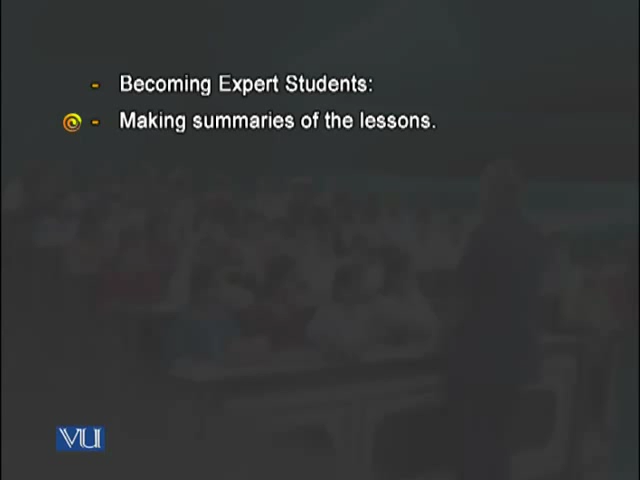 - Becoming Expert Students:
- Making summaries of the lessons.
VU